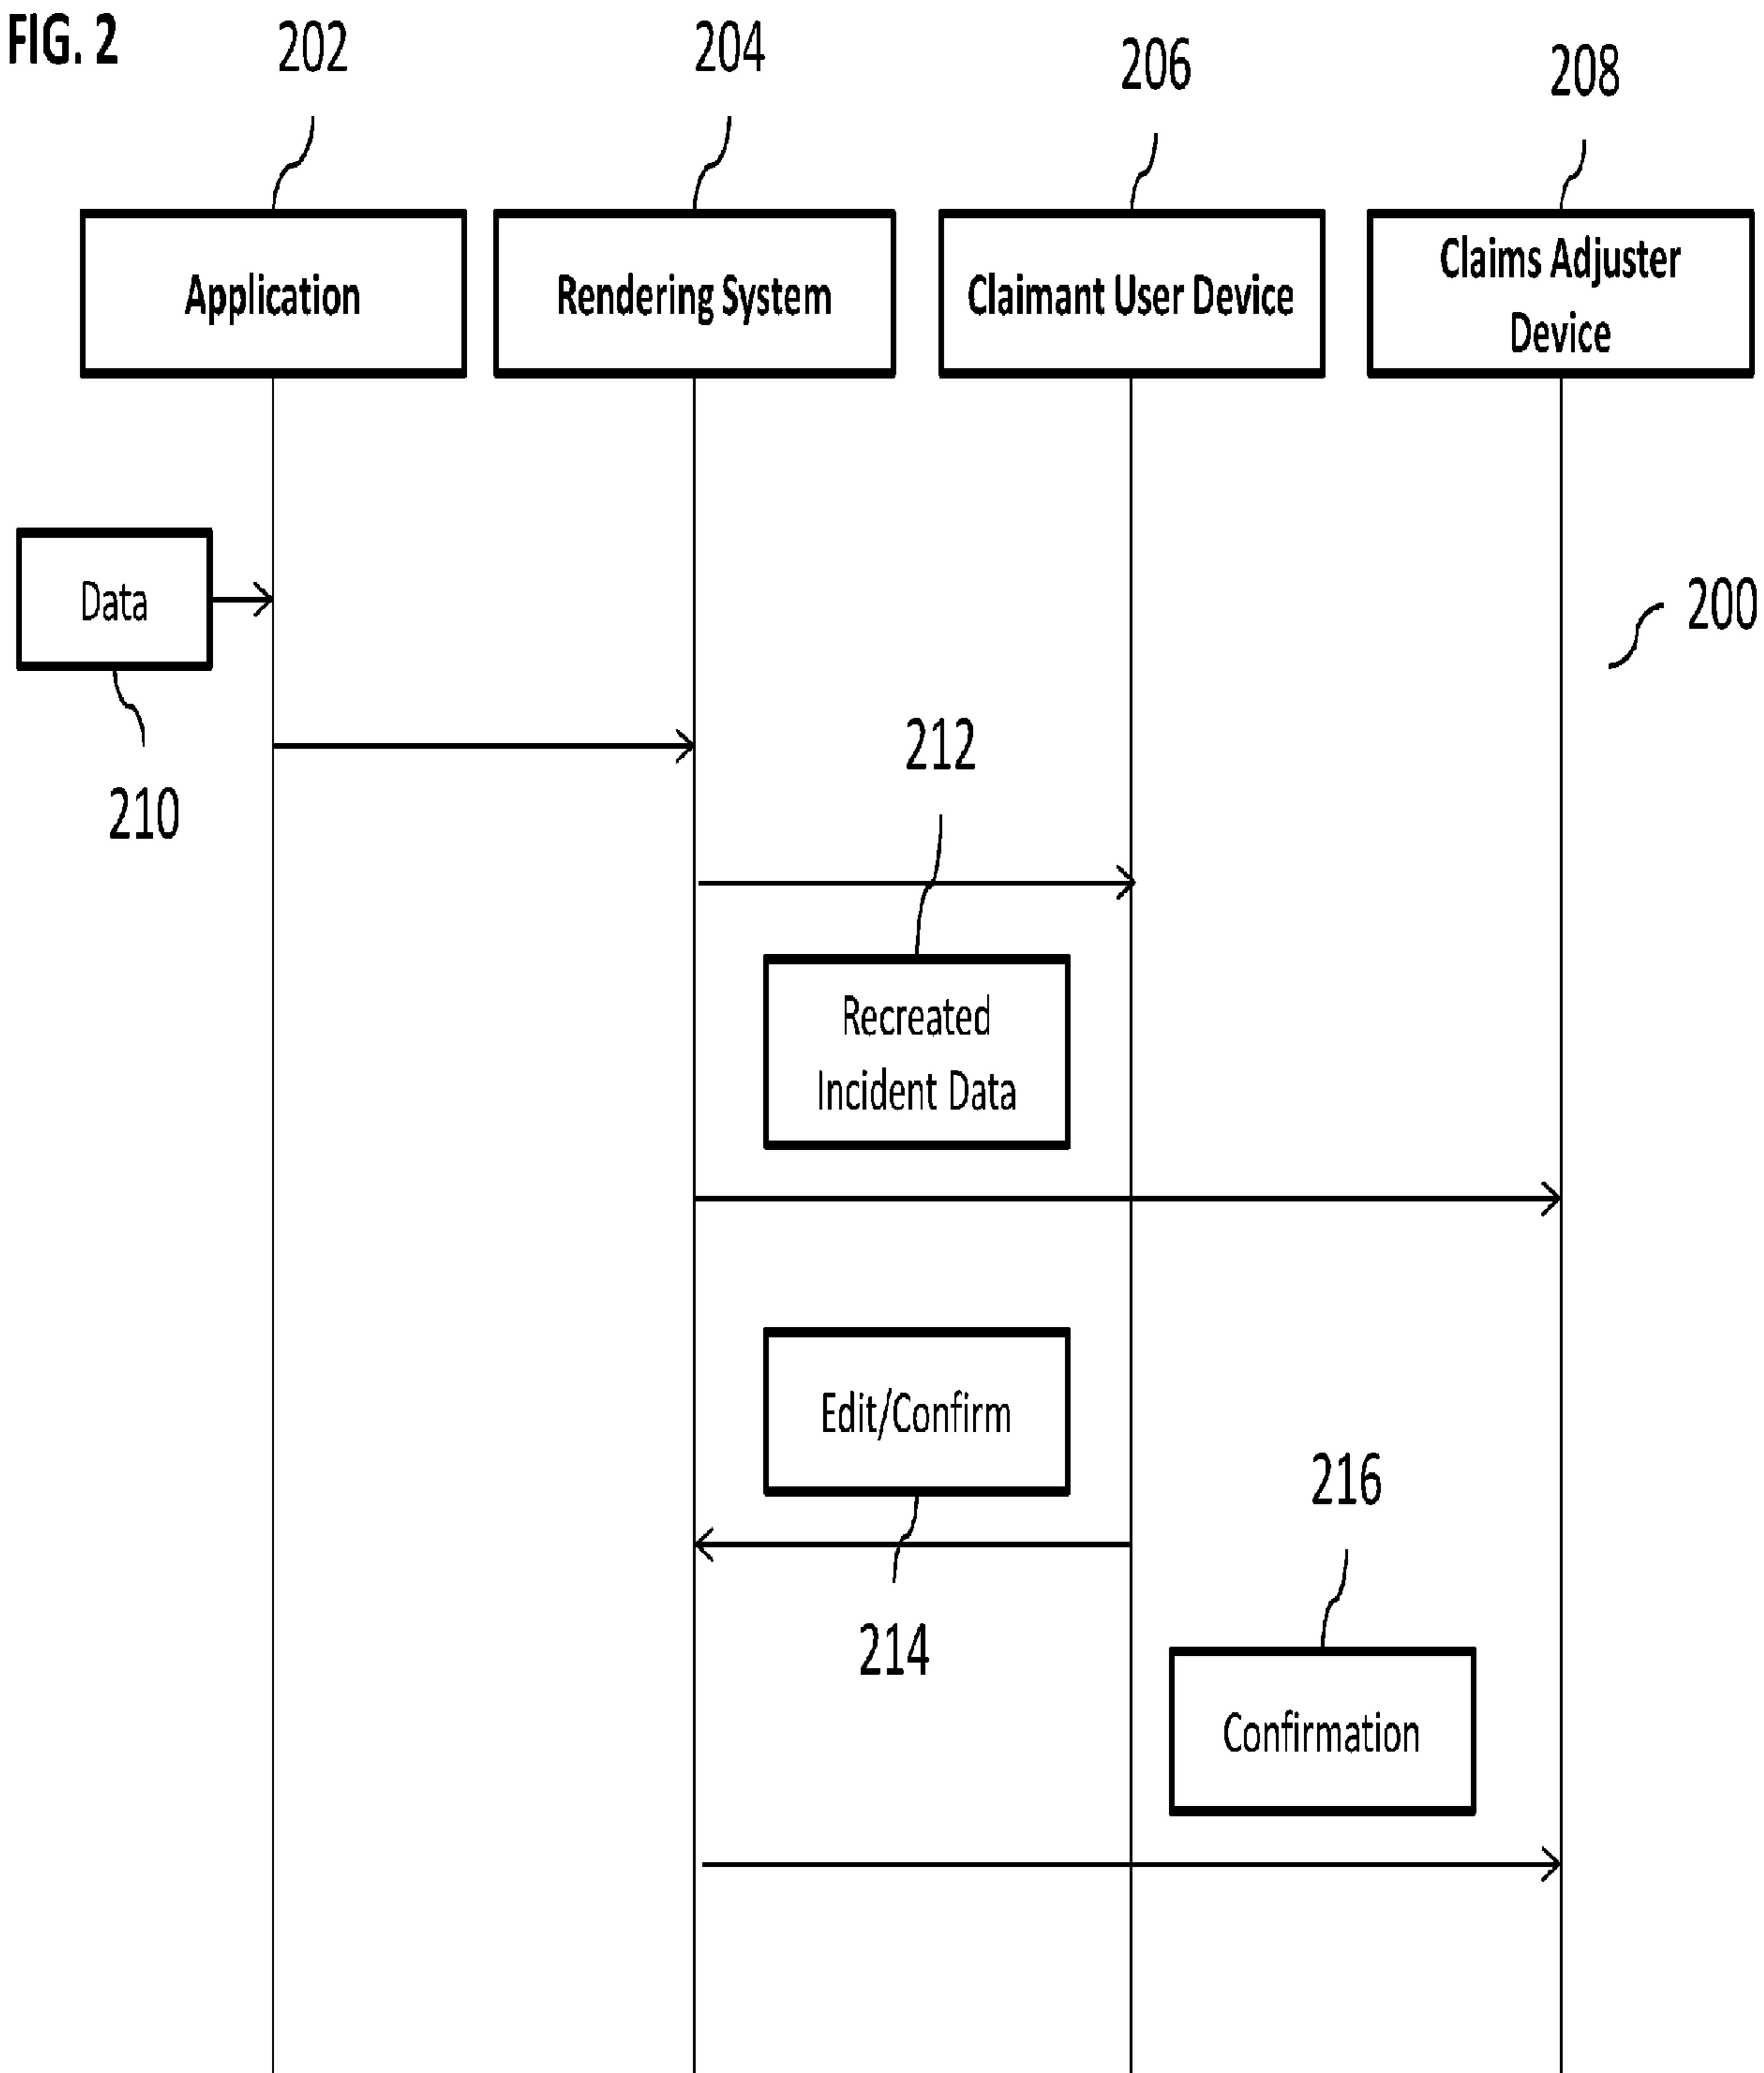 FIG. 2
202
204
206
208
Application
Rendering System
Claimant User Device
Claims Adjuster
Device
Data
200
210
212
Recreated
Incident Data
Edit/Confirm
214
216
Confirmation